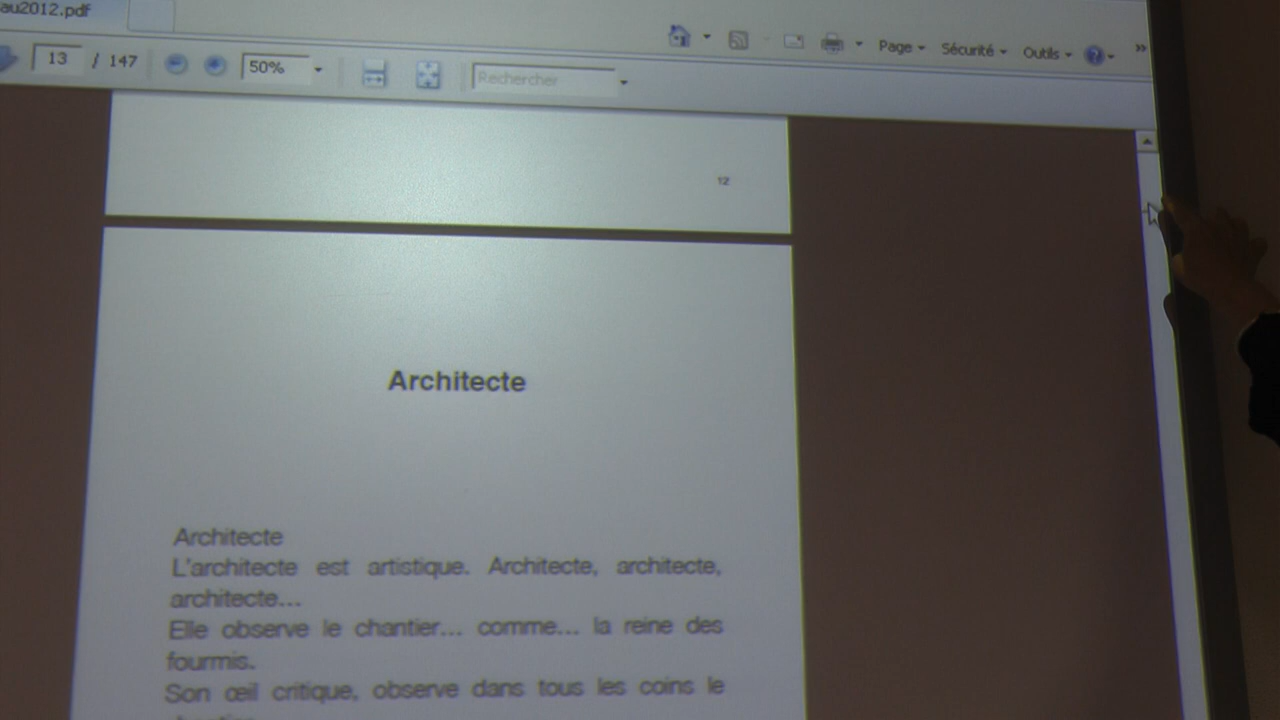 au2012.pdf
Page Sécurité Outils »
13 / 147 50% Rechercher
12
Architecte
Architecte
L'architecte est artistique. Architecte, architecte,
architecte...
Elle observe le chantier... comme... la reine des
fourmis.
Son œil critique, observe dans tous les coins le